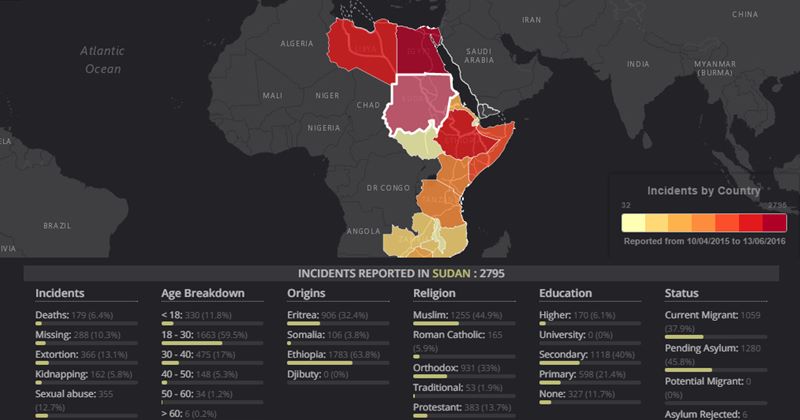 Atlantic
Ocean
ALGERIA
LIBYA
EGYPT
SAUDI
ARABIA
IRAN
CHINA
INDIA
MYANMAR
(BURMA)
MALI
NIGER
CHAD
NIGERIA
DR CONGO
TANZANIA
ANGOLA
BRAZIL
Incidents by Country
32
2795
Reported from 10/04/2015 to 13/06/2016
INCIDENTS REPORTED IN SUDAN : 2795
Incidents
Deaths: 179 (6.4%)
Missing: 288 (10.3%)
Extortion: 366 (13.1%)
Kidnapping: 162 (5.8%)
Sexual abuse: 355
(12.7%)
Age Breakdown
< 18: 330 (11.8%)
18 - 30: 1663 (59.5%)
30 - 40: 475 (17%)
40 - 50: 148 (5.3%)
50 - 60: 34 (1.2%)
> 60: 6 (0.2%)
Origins
Eritrea: 906 (32.4%)
Somalia: 106 (3.8%)
Ethiopia: 1783 (63.8%)
Djibuty: 0 (0%)
Religion
Muslim: 1255 (44.9%)
Roman Catholic: 165
(5.9%)
Orthodox: 931 (33%)
Traditional: 53 (1.9%)
Protestant: 383 (13.7%)
Education
Higher: 170 (6.1%)
University: 0 (0%)
Secondary: 1118 (40%)
Primary: 598 (21.4%)
None: 327 (11.7%)
Status
Current Migrant: 1059
(37.9%)
Pending Asylum: 1280
(45.8%)
Potential Migrant: 0
(0%)
Asylum Rejected: 6